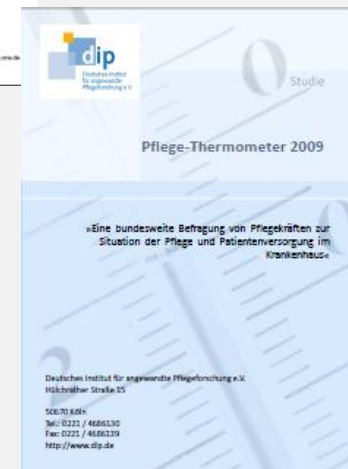 dip
Deutsches Institut
für angewandte
Pflegeforschung e.V.
Studie
Pflege-Thermometer 2009
»Eine bundesweite Befragung von Pflegekräften zur
Situation der Pflege und Patientenversorgung im
Krankenhaus«
Deutsches Institut für angewandte Pflegeforschung e.V.
Hülchrather Straße 15
50670 Köln
Tel.: 0221 / 4686130
Fax: 0221 / 4686139
http://www.dip.de